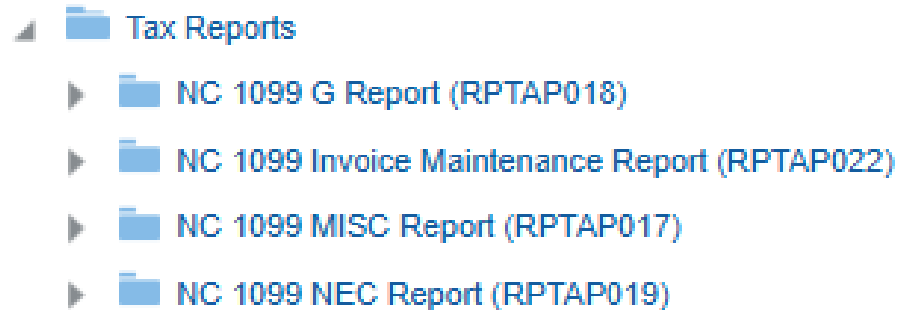 Tax Reports
NC 1099 G Report (RPTAP018)
NC 1099 Invoice Maintenance Report (RPTAP022)
NC 1099 MISC Report (RPTAP017)
NC 1099 NEC Report (RPTAP019)